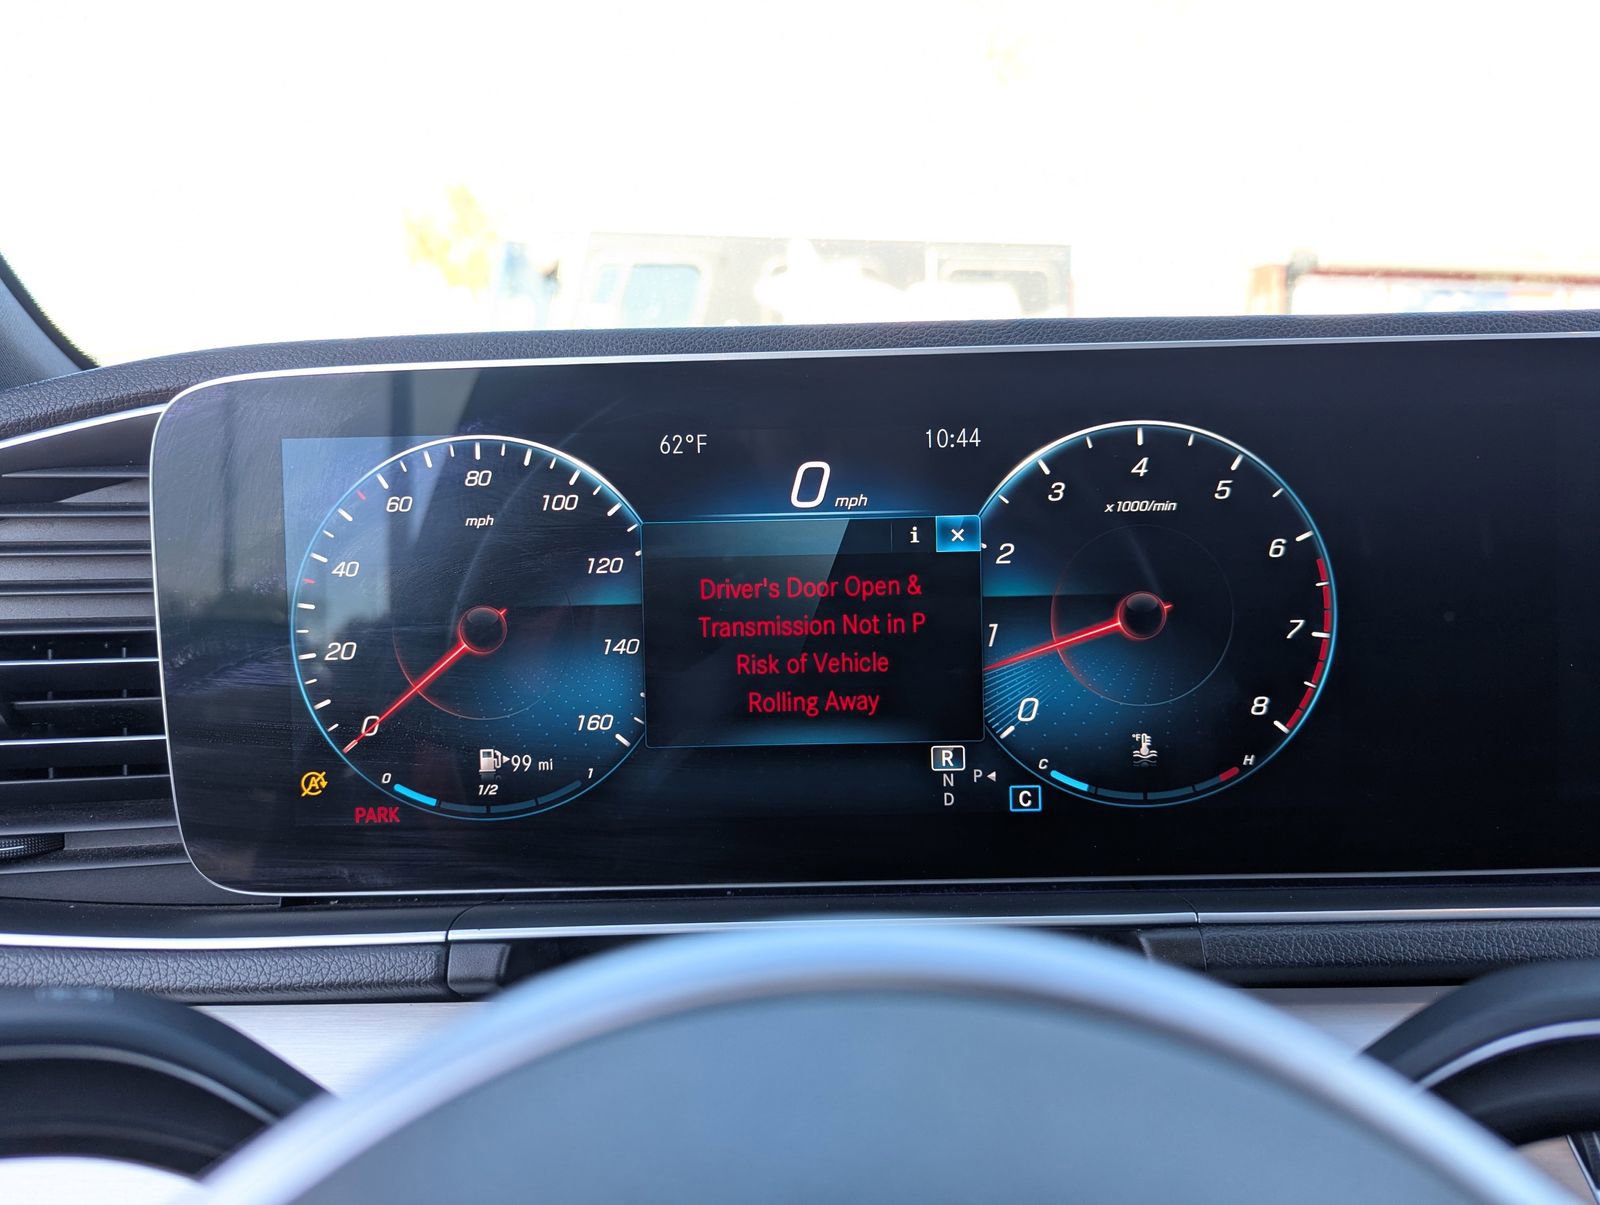 62°F
10:44
0 mph
i ×
Driver's Door Open &
Transmission Not in P
Risk of Vehicle
Rolling Away
0
20
40
60
80
100
120
140
160
mph
0
1/2
1
99 mi
A
PARK
R
N
D
P
C
0
1
2
3
4
5
6
7
8
x1000/min
°F
C
H